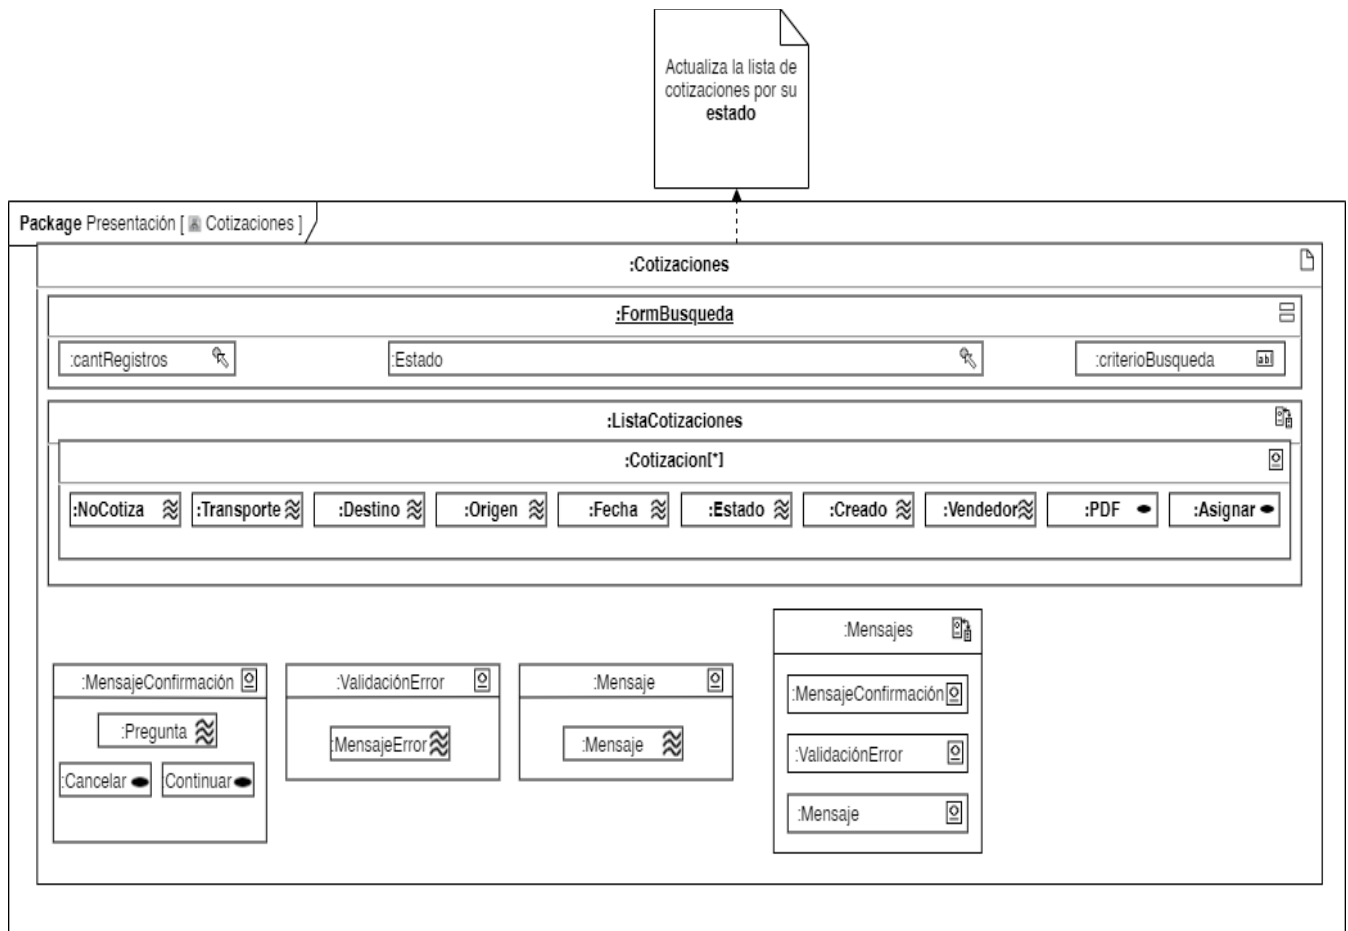 Actualiza la lista de
cotizaciones por su
estado
Package Presentación [ Cotizaciones ]
:Cotizaciones
:FormBusqueda
:cantRegistros
:Estado
:criterioBusqueda
ab
:ListaCotizaciones
:Cotizacion[*]
:NoCotiza
:Transporte
:Destino
:Origen
:Fecha
:Estado
:Creado
:Vendedor
:PDF
:Asignar
:MensajeConfirmación
:Pregunta
:Cancelar
:Continuar
:ValidaciónError
:MensajeError
:Mensaje
:Mensaje
:Mensajes
:MensajeConfirmación
:ValidaciónError
:Mensaje